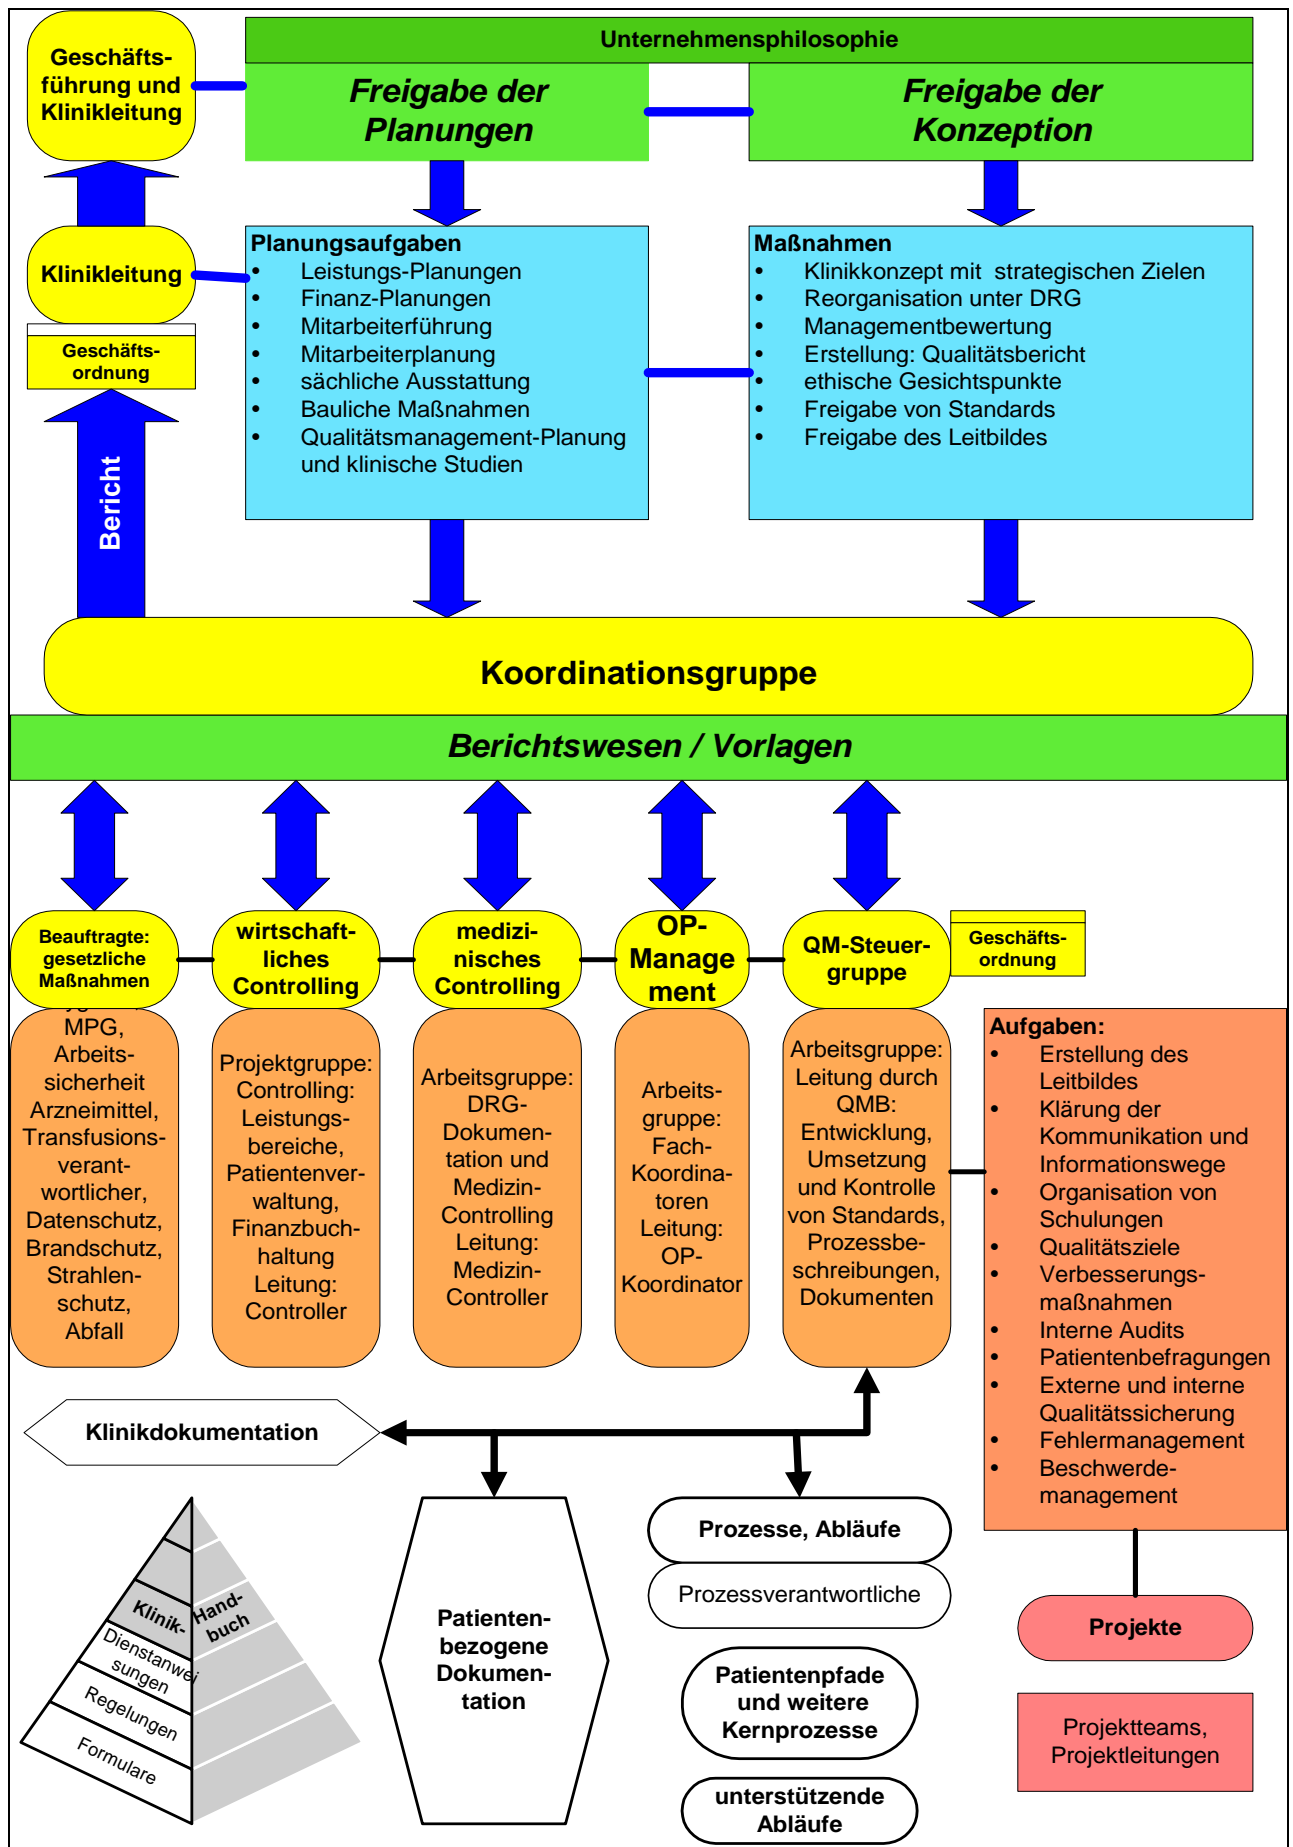 Geschäfts-
führung und
Klinikleitung
Unternehmensphilosophie
Freigabe der
Planungen
Freigabe der
Konzeption
Klinikleitung
Geschäfts-
ordnung
Bericht
Planungsaufgaben
• Leistungs-Planungen
• Finanz-Planungen
• Mitarbeiterführung
• Mitarbeiterplanung
• sächliche Ausstattung
• Bauliche Maßnahmen
• Qualitätsmanagement-Planung
und klinische Studien
Maßnahmen
• Klinikkonzept mit strategischen Zielen
• Reorganisation unter DRG
• Managementbewertung
• Erstellung: Qualitätsbericht
• ethische Gesichtspunkte
• Freigabe von Standards
• Freigabe des Leitbildes
Koordinationsgruppe
Berichtswesen / Vorlagen
Beauftragte:
gesetzliche
Maßnahmen
wirtschaft-
liches
Controlling
medizi-
nisches
Controlling
OP-
Manage
ment
QM-Steuer-
gruppe
Geschäfts-
ordnung
MPG,
Arbeits-
sicherheit
Arzneimittel,
Transfusions-
verant-
wortlicher,
Datenschutz,
Brandschutz,
Strahlen-
schutz,
Abfall
Projektgruppe:
Controlling:
Leistungs-
bereiche,
Patientenver-
waltung,
Finanzbuch-
haltung
Leitung:
Controller
Arbeitsgruppe:
DRG-
Dokumen-
tation und
Medizin-
Controlling
Leitung:
Medizin-
Controller
Arbeits-
gruppe:
Fach-
Koordina-
toren
Leitung:
OP-
Koordinator
Arbeitsgruppe:
Leitung durch
QMB:
Entwicklung,
Umsetzung
und Kontrolle
von Standards,
Prozessbe-
schreibungen,
Dokumenten
Aufgaben:
• Erstellung des
Leitbildes
• Klärung der
Kommunikation und
Informationswege
• Organisation von
Schulungen
• Qualitätsziele
• Verbesserungs-
maßnahmen
• Interne Audits
• Patientenbefragungen
• Externe und interne
Qualitätssicherung
• Fehlermanagement
• Beschwerde-
management
Klinikdokumentation
Klinik-
Hand-
buch
Dienstanwei
sungen
Regelungen
Formulare
Patienten-
bezogene
Dokumen-
tation
Prozesse, Abläufe
Prozessverantwortliche
Patientenpfade
und weitere
Kernprozesse
unterstützende
Abläufe
Projekte
Projektteams,
Projektleitungen